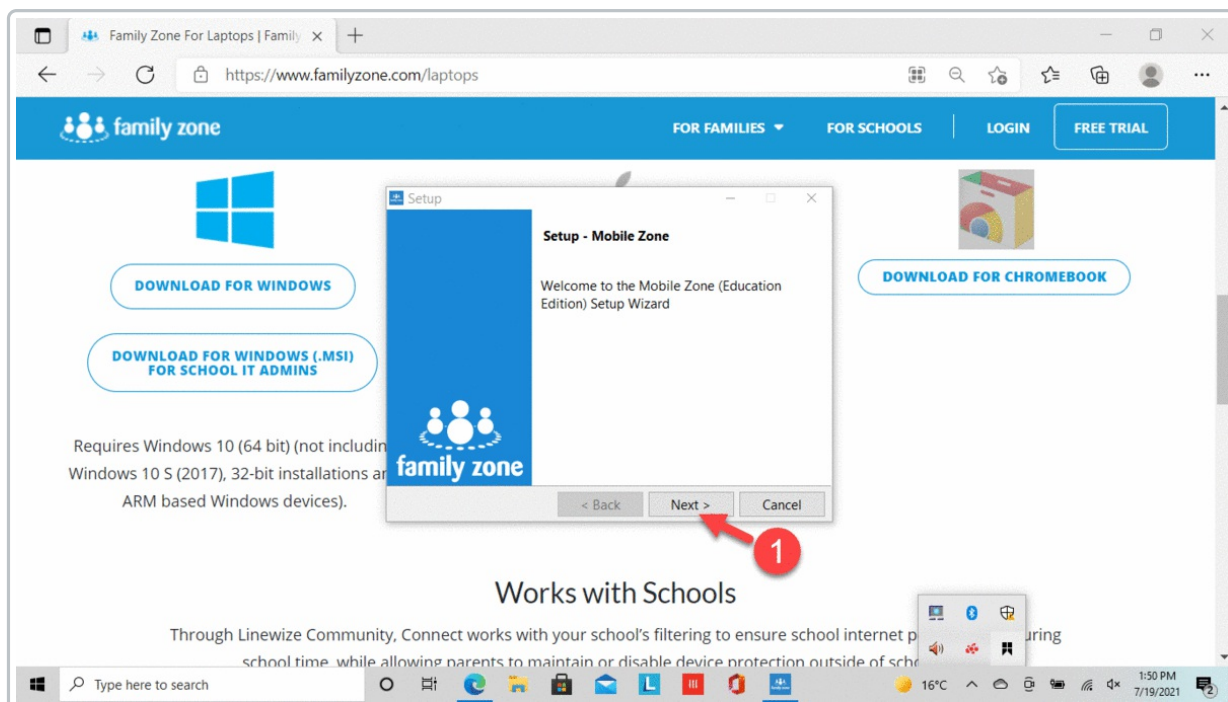 Family Zone For Laptops | Family
https://www.familyzone.com/laptops
family zone
FOR FAMILIES
FOR SCHOOLS
LOGIN
FREE TRIAL
DOWNLOAD FOR WINDOWS
DOWNLOAD FOR WINDOWS (.MSI)
FOR SCHOOL IT ADMINS
Requires Windows 10 (64 bit) (not includin
Windows 10 S (2017), 32-bit installations a
ARM based Windows devices).
Setup
Setup - Mobile Zone
Welcome to the Mobile Zone (Education
Edition) Setup Wizard
family zone
< Back
Next >
Cancel
1
DOWNLOAD FOR CHROMEBOOK
Works with Schools
Through Linewize Community, Connect works with your school's filtering to ensure school internet p uring
school time, while allowing parents to maintain or disable device protection outside of scho
Type here to search
L
16°C
1:50 PM
7/19/2021
2